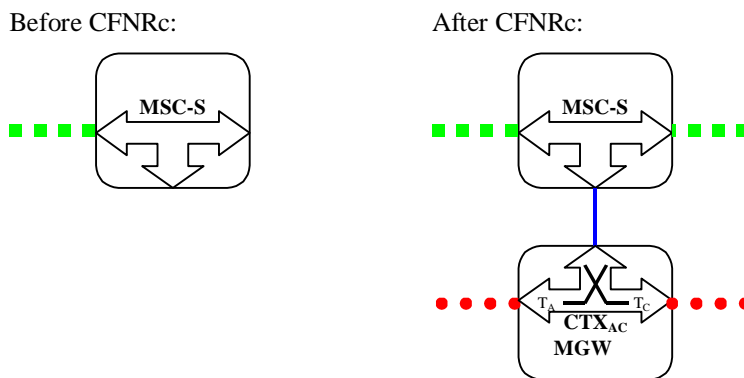 Before CFNRc:
After CFNRc:
MSC-S
MSC-S
TA TC
CTXAC
MGW